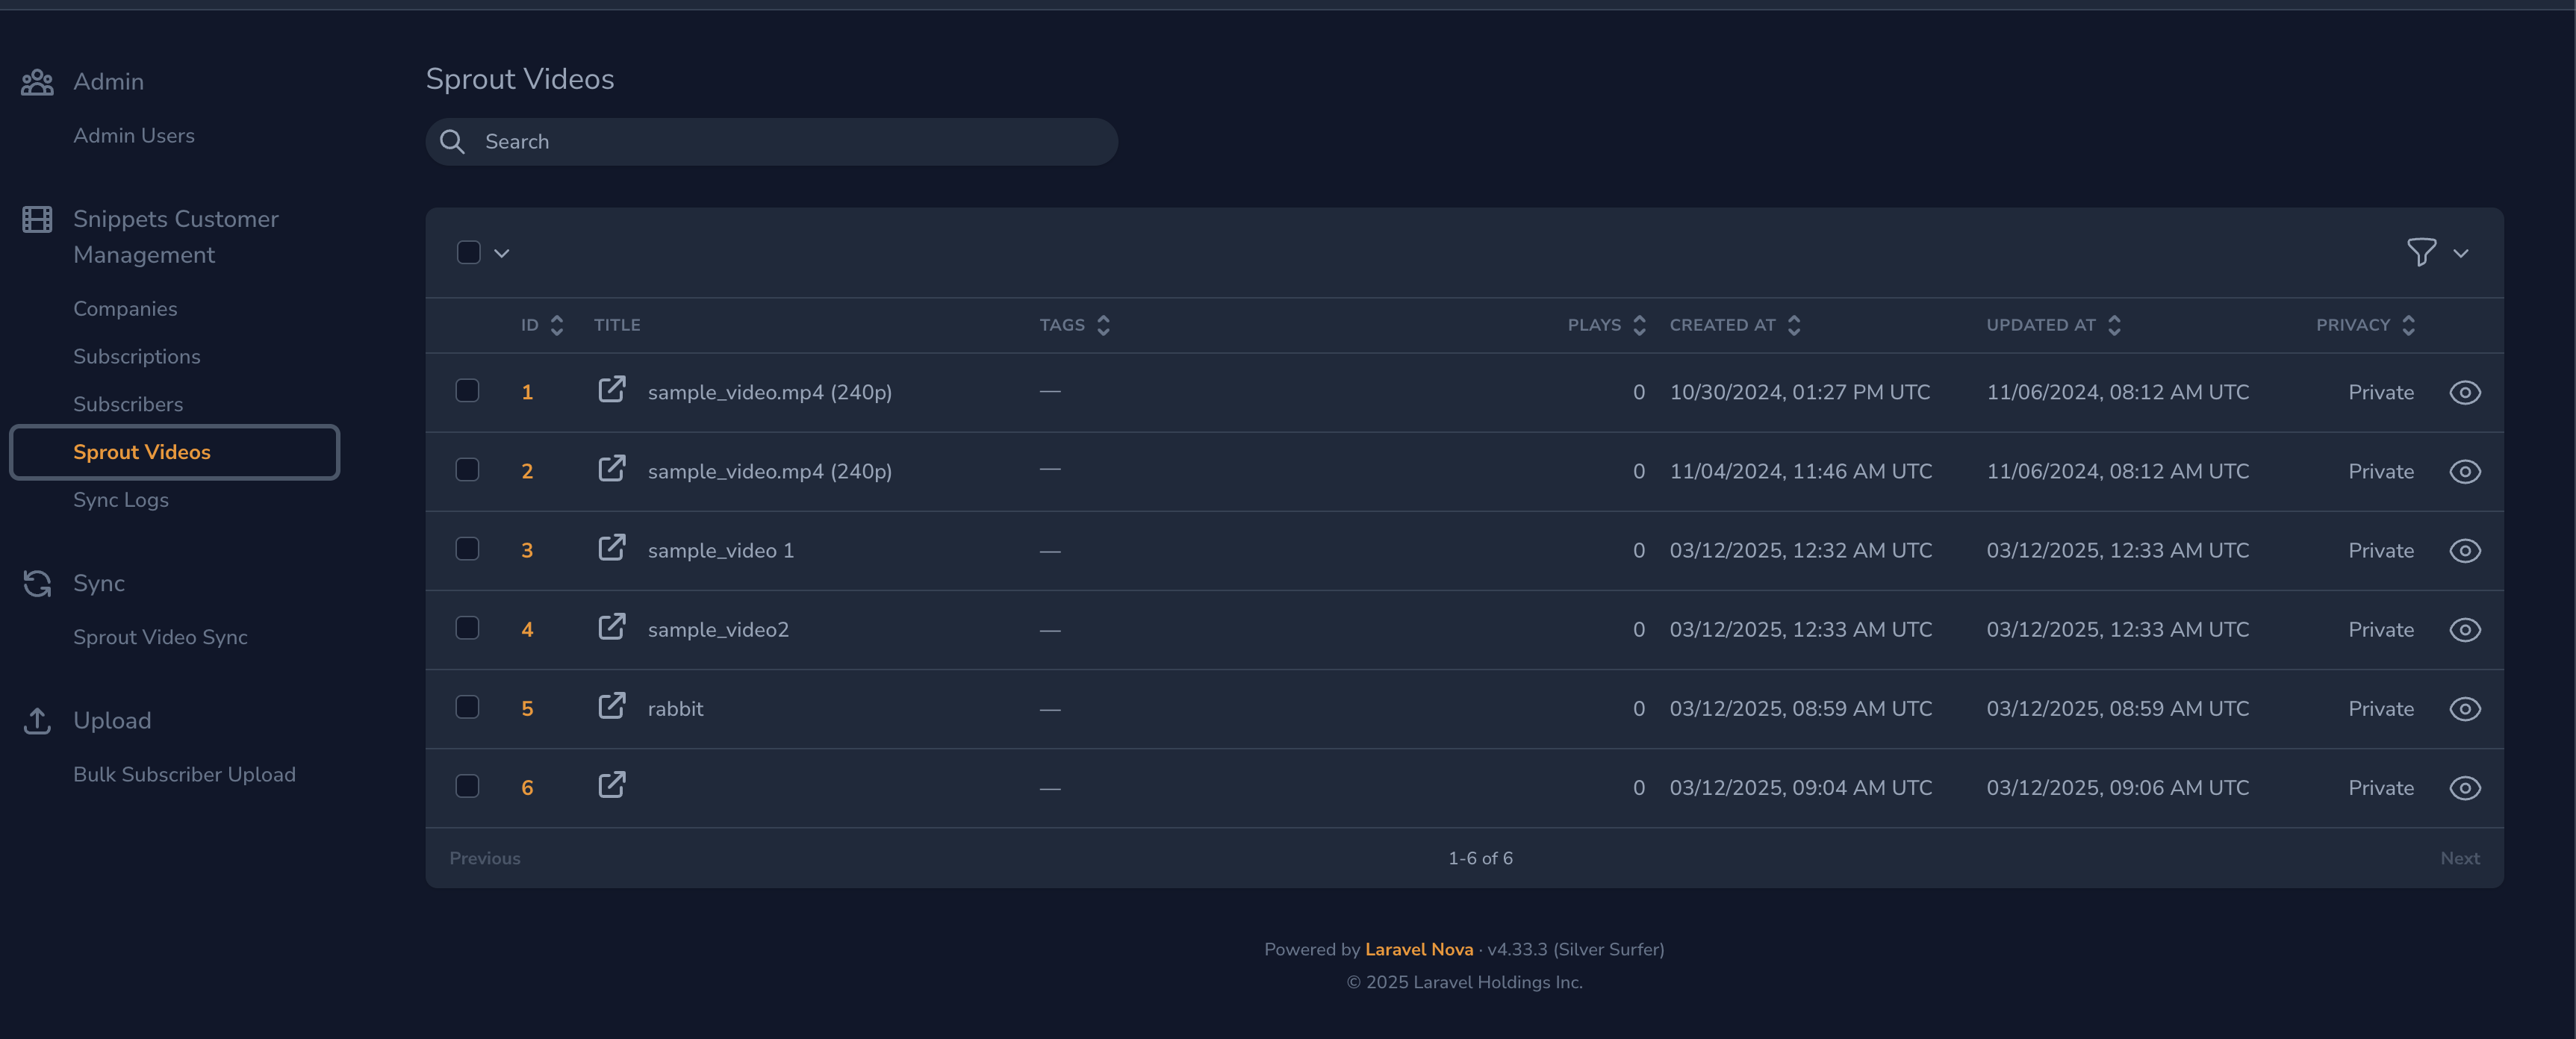 Admin
Admin Users
Snippets Customer
Management
Companies
Subscriptions
Subscribers
Sprout Videos
Sync Logs
Sync
Sprout Video Sync
Upload
Bulk Subscriber Upload
Sprout Videos
Search
ID TITLE TAGS PLAYS CREATED AT UPDATED AT PRIVACY
1 sample_video.mp4 (240p) — 0 10/30/2024, 01:27 PM UTC 11/06/2024, 08:12 AM UTC Private
2 sample_video.mp4 (240p) — 0 11/04/2024, 11:46 AM UTC 11/06/2024, 08:12 AM UTC Private
3 sample_video 1 — 0 03/12/2025, 12:32 AM UTC 03/12/2025, 12:33 AM UTC Private
4 sample_video2 — 0 03/12/2025, 12:33 AM UTC 03/12/2025, 12:33 AM UTC Private
5 rabbit — 0 03/12/2025, 08:59 AM UTC 03/12/2025, 08:59 AM UTC Private
6 — 0 03/12/2025, 09:04 AM UTC 03/12/2025, 09:06 AM UTC Private
Previous 1-6 of 6 Next
Powered by Laravel Nova · v4.33.3 (Silver Surfer)
© 2025 Laravel Holdings Inc.